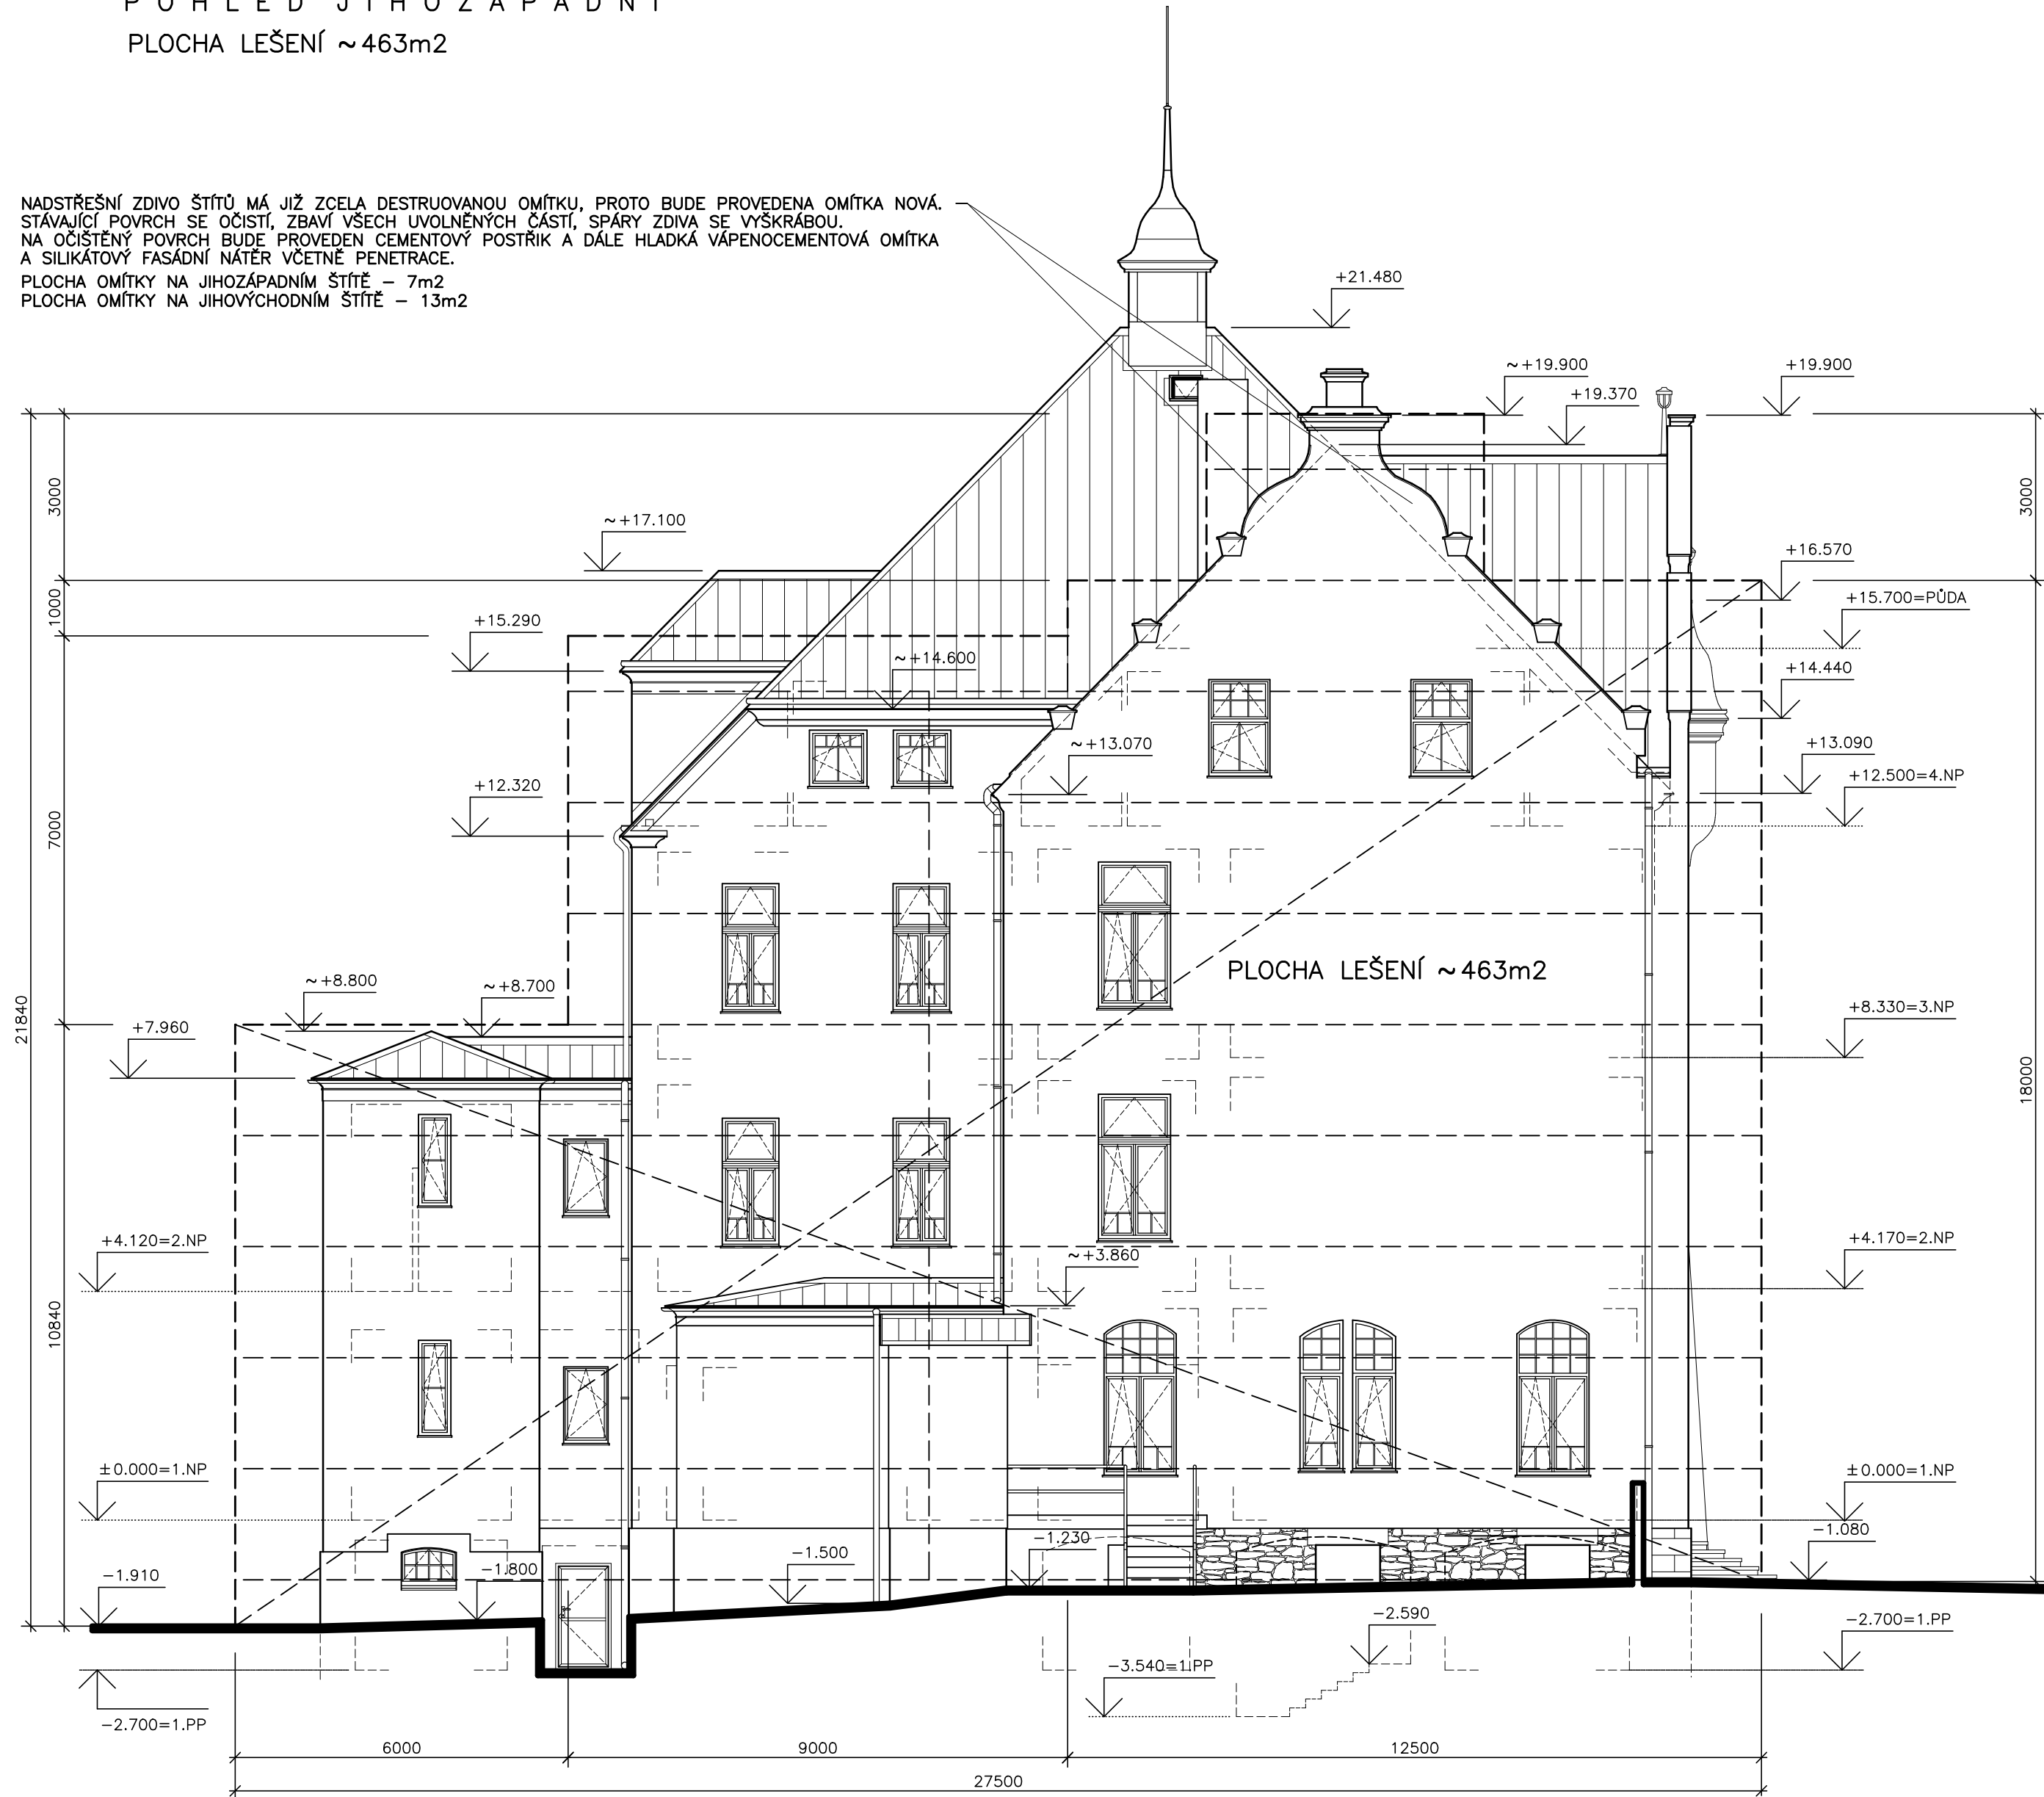 POHLED JIHOZÁPADNÍ
PLOCHA LEŠENÍ ~463m2
NADSTŘEŠNÍ ZDIVO ŠTÍTŮ MÁ JIŽ ZCELA DESTRUOVANOU OMÍTKU, PROTO BUDE PROVEDENA OMÍTKA NOVÁ.
STÁVAJÍCÍ POVRCH SE OČISTÍ, ZBAVÍ VŠECH UVOLNĚNÝCH ČÁSTÍ, SPÁRY ZDIVA SE VYŠKRÁBOU.
NA OČIŠTĚNÝ POVRCH BUDE PROVEDEN CEMENTOVÝ POSTŘIK A DÁLE HLADKÁ VÁPENOCEMENTOVÁ OMÍTKA
A SILIKÁTOVÝ FASÁDNÍ NÁTĚR VČETNĚ PENETRACE.
PLOCHA OMÍTKY NA JIHOZÁPADNÍM ŠTÍTĚ – 7m2
PLOCHA OMÍTKY NA JIHOVÝCHODNÍM ŠTÍTĚ – 13m2
+21.480
~+19.900
+19.900
+19.370
3000
3000
~+17.100
+16.570
+15.700=PŮDA
1000
+15.290
~+14.600
+14.440
~+13.070
+13.090
+12.500=4.NP
+12.320
7000
PLOCHA LEŠENÍ ~463m2
~+8.800
~+8.700
+7.960
21840
+8.330=3.NP
18000
+4.120=2.NP
~+3.860
+4.170=2.NP
10840
±0.000=1.NP
±0.000=1.NP
-1.910
-1.800
-1.500
-1.230
-1.080
-2.590
-2.700=1.PP
-3.540=1.PP
-2.700=1.PP
6000
9000
12500
27500